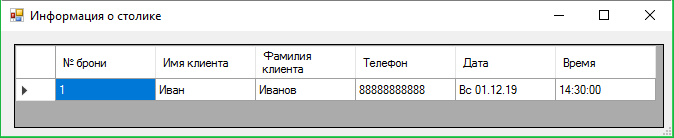 Информация о столике
№ брони Имя клиента Фамилия клиента Телефон Дата Время
1 Иван Иванов 88888888888 Вс 01.12.19 14:30:00